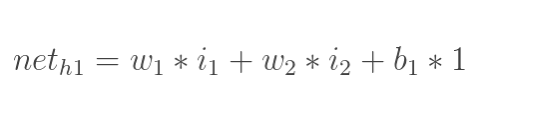 net_{h1} = w_1 * i_1 + w_2 * i_2 + b_1 * 1